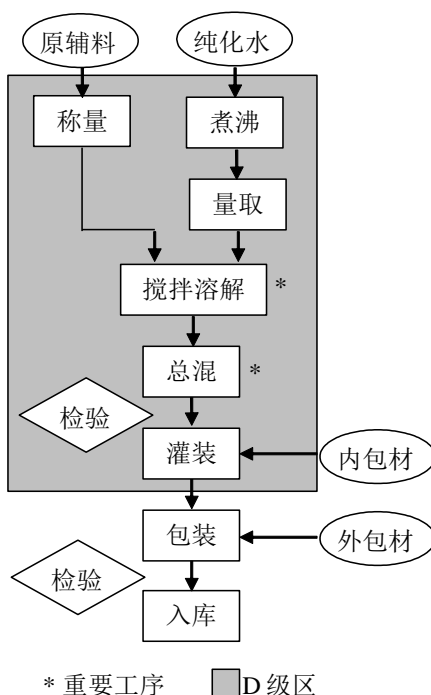 原辅料
纯化水
称量
煮沸
量取
搅拌溶解
*
总混
*
检验
灌装
内包材
包装
外包材
检验
入库
* 重要工序
D 级区